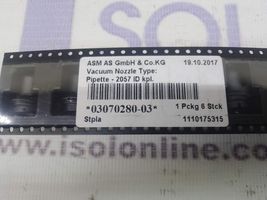 ASM AS GmbH & Co.KG 19.10.2017
Vacuum Nozzle Type:
Pipette - 2057 ID kpl.
*03070280-03* 1 Pckg 6 Stck
Stpla 1110175315
www.isolonline.com